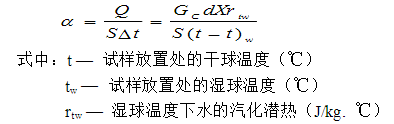 α = Q / SΔt = G_C dXr_tw / S(t－t)_w
式中：t — 试样放置处的干球温度（℃）
t_w — 试样放置处的湿球温度（℃）
r_tw — 湿球温度下水的汽化潜热（J/kg. ℃）